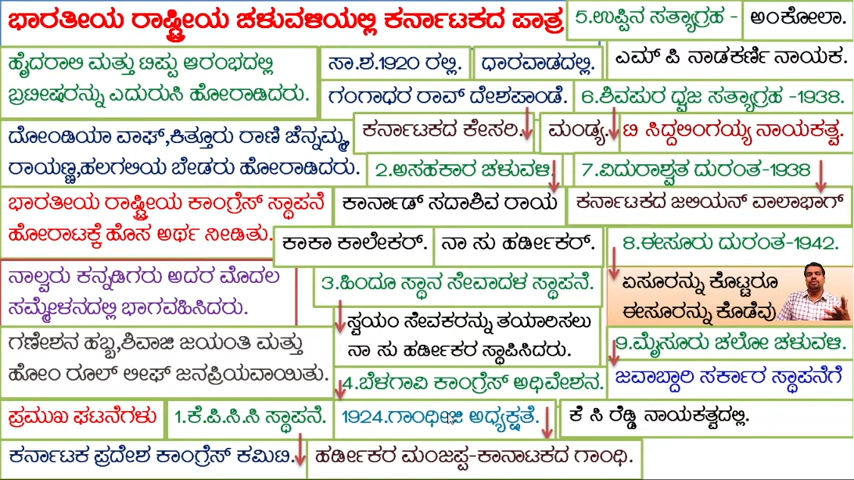 ಭಾರತೀಯ ರಾಷ್ಟ್ರೀಯ ಚಳುವಳಿಯಲ್ಲಿ ಕರ್ನಾಟಕದ ಪಾತ್ರ
ಹೈದರಾಲಿ ಮತ್ತು ಟಿಪ್ಪು ಆರಂಭದಲ್ಲಿ
ಬ್ರಿಟೀಷರನ್ನು ಎದುರುಸಿ ಹೋರಾಡಿದರು.
ದೋಂಡಿಯಾ ವಾಘ್,ಕಿತ್ತೂರು ರಾಣಿ ಚೆನ್ನಮ್ಮ,
ರಾಯಣ್ಣ,ಹಲಗಲಿಯ ಬೇಡರು ಹೋರಾಡಿದರು.
ಭಾರತೀಯ ರಾಷ್ಟ್ರೀಯ ಕಾಂಗ್ರೆಸ್ ಸ್ಥಾಪನೆ
ಹೋರಾಟಕ್ಕೆ ಹೊಸ ಅರ್ಥ ನೀಡಿತು.
ನಾಲ್ವರು ಕನ್ನಡಿಗರು ಅದರ ಮೊದಲ
ಸಮ್ಮೇಳನದಲ್ಲಿ ಭಾಗವಹಿಸಿದರು.
ಗಣೇಶನ ಹಬ್ಬ,ಶಿವಾಜಿ ಜಯಂತಿ ಮತ್ತು
ಹೋಂ ರೂಲ್ ಲೀಫ್ ಜನಪ್ರಿಯವಾಯಿತು.
ಪ್ರಮುಖ ಘಟನೆಗಳು
1.ಕೆ.ಪಿ.ಸಿ.ಸಿ ಸ್ಥಾಪನೆ.
ಕರ್ನಾಟಕ ಪ್ರದೇಶ ಕಾಂಗ್ರೆಸ್ ಕಮಿಟಿ.
ಸಾ.ಶ.1920 ರಲ್ಲಿ.
ಧಾರವಾಡದಲ್ಲಿ.
ಗಂಗಾಧರ ರಾವ್ ದೇಶಪಾಂಡೆ.
ಕರ್ನಾಟಕದ ಕೇಸರಿ.
2.ಅಸಹಕಾರ ಚಳುವಳಿ.
ಕಾರ್ನಾಡ್ ಸದಾಶಿವ ರಾಯ
ಕಾಕಾ ಕಾಲೇಕರ್.
ನಾ ಸು ಹರ್ಡೀಕರ್.
3.ಹಿಂದೂ ಸ್ಥಾನ ಸೇವಾದಳ ಸ್ಥಾಪನೆ.
ಸ್ವಯಂ ಸೇವಕರನ್ನು ತಯಾರಿಸಲು
ನಾ ಸು ಹರ್ಡೀಕರ ಸ್ಥಾಪಿಸಿದರು.
4.ಬೆಳಗಾವಿ ಕಾಂಗ್ರೆಸ್ ಅಧಿವೇಶನ.
1924.ಗಾಂಧೀಜಿ ಅಧ್ಯಕ್ಷತೆ.
ಹರ್ಡೀಕರ ಮಂಜಪ್ಪ-ಕಾನಾಟಕದ ಗಾಂಧಿ.
5.ಉಪ್ಪಿನ ಸತ್ಯಾಗ್ರಹ -
ಅಂಕೋಲಾ.
ಎಮ್ ಪಿ ನಾಡಕರ್ಣಿ ನಾಯಕ.
6.ಶಿವಪುರ ಧ್ವಜ ಸತ್ಯಾಗ್ರಹ -1938.
ಮಂಡ್ಯ.
ಟಿ ಸಿದ್ದಲಿಂಗಯ್ಯ ನಾಯಕತ್ವ.
7.ವಿದುರಾಶ್ವತ ದುರಂತ-1938
ಕರ್ನಾಟಕದ ಜಲಿಯನ್ ವಾಲಾಭಾಗ್
8.ಈಸೂರು ದುರಂತ-1942.
ಏಸೂರನ್ನು ಕೊಟ್ಟರೂ
ಈಸೂರನ್ನು ಕೊಡೆವು
9.ಮೈಸೂರು ಚಲೋ ಚಳುವಳಿ.
ಜವಾಬ್ದಾರಿ ಸರ್ಕಾರ ಸ್ಥಾಪನೆಗೆ
ಕೆ ಸಿ ರೆಡ್ಡಿ ನಾಯಕತ್ವದಲ್ಲಿ.